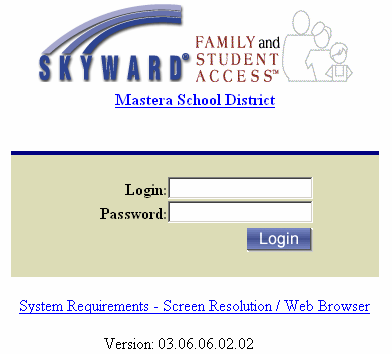 SKYWARD® FAMILY and
STUDENT
ACCESS™
Mastera School District
Login:
Password:
Login
System Requirements - Screen Resolution / Web Browser
Version: 03.06.06.02.02